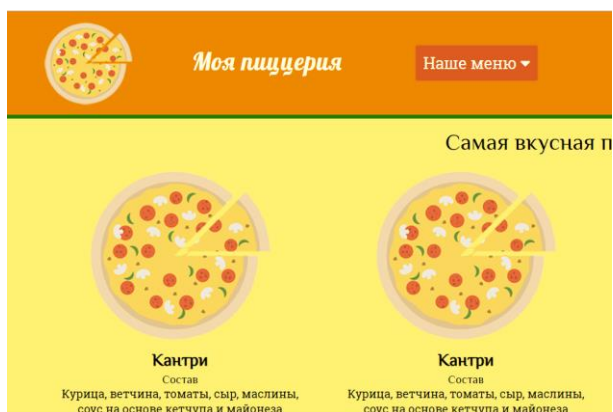 Моя пиццерия
Наше меню
Самая вкусная п
Кантри
Состав
Курица, ветчина, томаты, сыр, маслины,
соус на основе кетчупа и майонеза
Кантри
Состав
Курица, ветчина, томаты, сыр, маслины,
соус на основе кетчупа и майонеза